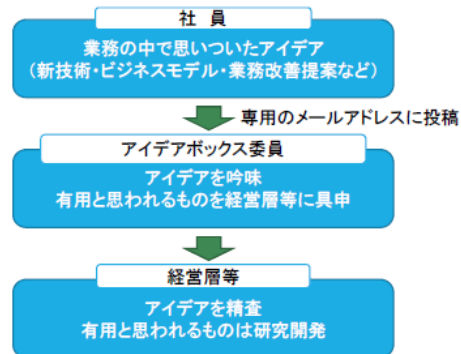 社 員
業務の中で思いついたアイデア
（新技術・ビジネスモデル・業務改善提案など）
専用のメールアドレスに投稿
アイデアボックス委員
アイデアを吟味
有用と思われるものを経営層等に具申
経営層等
アイデアを精査
有用と思われるものは研究開発